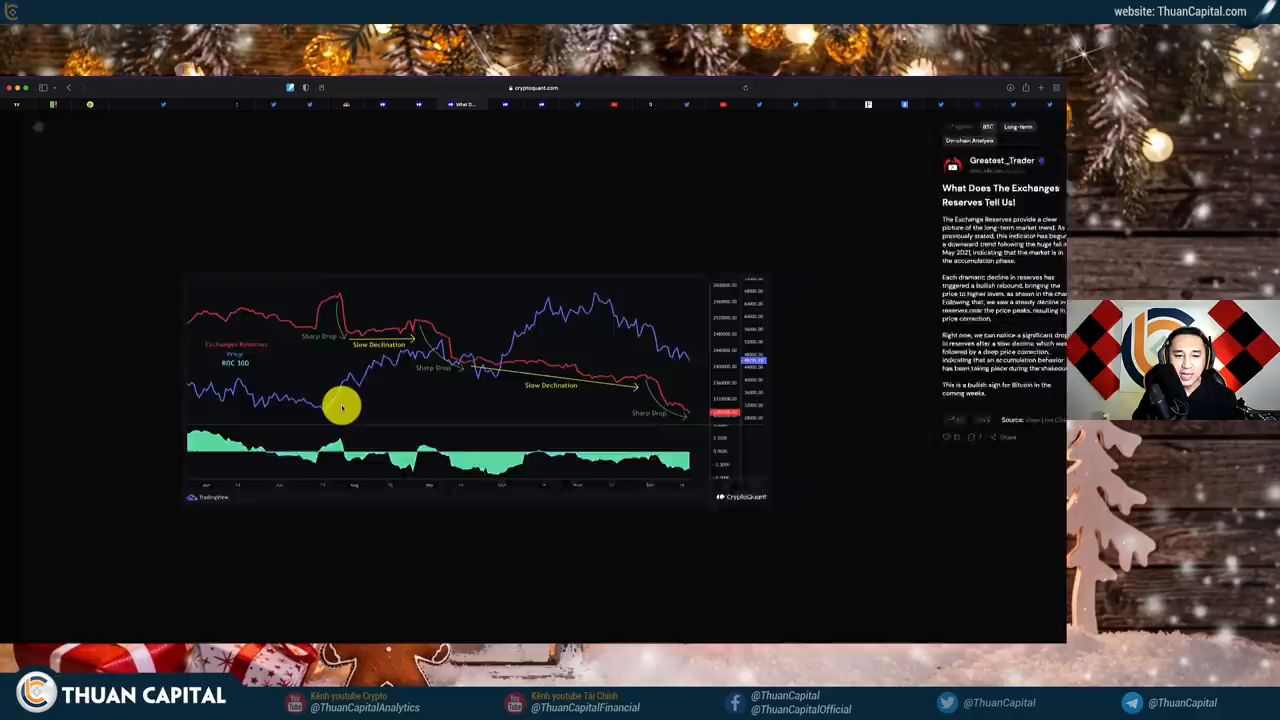 website: ThuanCapital.com
cryptoquant.com
What D...
BTC
Long-term
On-chain Analysis
Greatest_Trader
What Does The Exchanges
Reserves Tell Us!
The Exchange Reserves provide a clear
picture of the long-term market trend. As
previously stated, this indicator has begun
a downward trend following the huge fall in
May 2021, indicating that the market is in
the accumulation phase.
Each dramatic decline in reserves has
triggered a bullish rebound, bringing the
price to higher levels, as shown in the
Following that, we saw a steady decline in
reserves near the price peaks, resulting in
price correction.
Right now, we can notice a significant drop
in reserves after a slow decline, which was
followed by a deep price correction,
indicating that an accumulation behavior
has been taking place during the
This is a bullish sign for Bitcoin in the
coming weeks.
Source:
Share
Exchanges Reserves
Price
ROC 30D
Sharp Drop
Slow Declination
Sharp Drop
Slow Declination
Sharp Drop
TradingView
CryptoQuant
THUAN CAPITAL
Kênh youtube Crypto
@ThuanCapitalAnalytics
Kênh youtube Tài Chính
@ThuanCapitalFinancial
@ThuanCapital
@ThuanCapitalOfficial
@ThuanCapital
@ThuanCapital